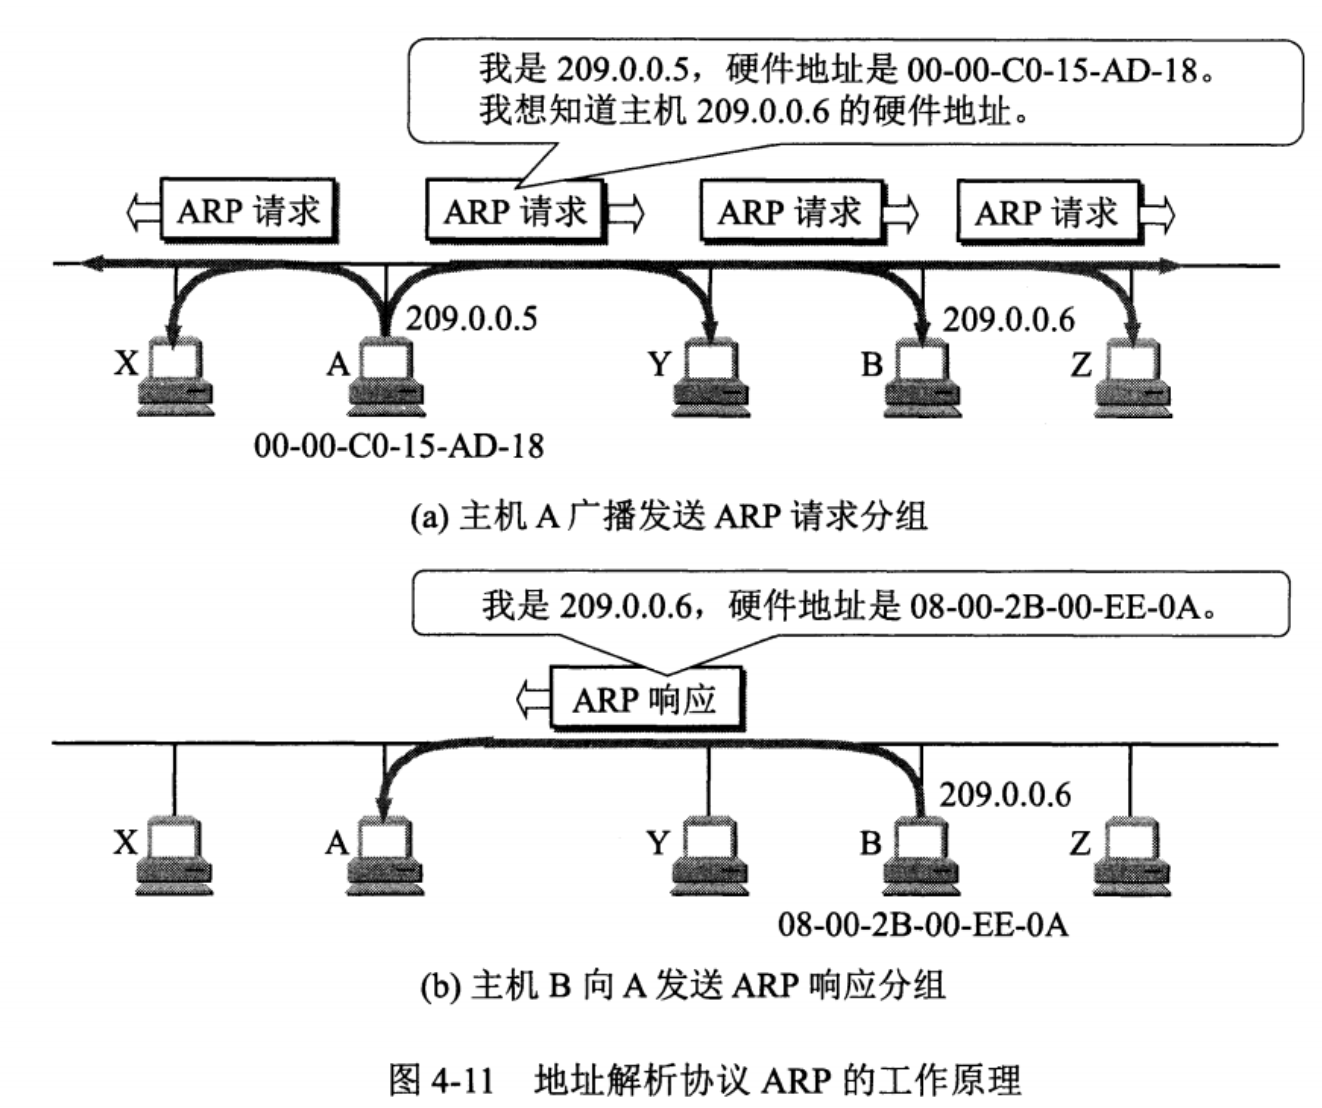 我是 209.0.0.5，硬件地址是 00-00-C0-15-AD-18。
我想知道主机 209.0.0.6 的硬件地址。
ARP 请求
ARP 请求
ARP 请求
ARP 请求
209.0.0.5
209.0.0.6
X
A
Y
B
Z
00-00-C0-15-AD-18
(a) 主机 A 广播发送 ARP 请求分组
我是 209.0.0.6，硬件地址是 08-00-2B-00-EE-0A。
ARP 响应
209.0.0.6
X
A
Y
B
Z
08-00-2B-00-EE-0A
(b) 主机 B 向 A 发送 ARP 响应分组
图 4-11 地址解析协议 ARP 的工作原理